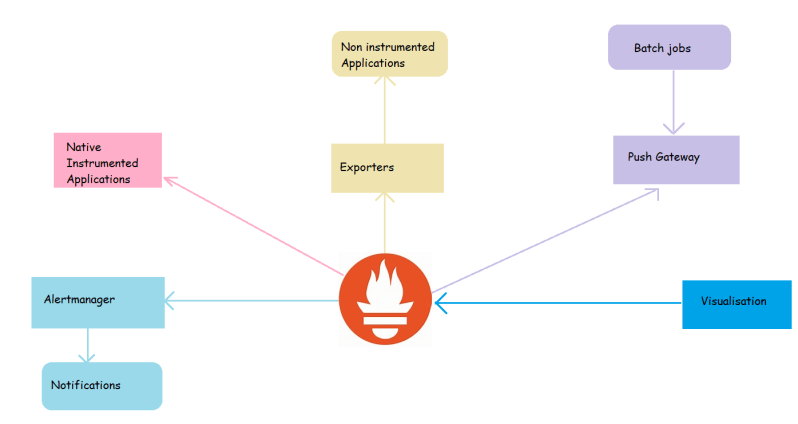 Non instrumented
Applications
Batch jobs
Native
Instrumented
Applications
Exporters
Push Gateway
Alertmanager
Visualisation
Notifications